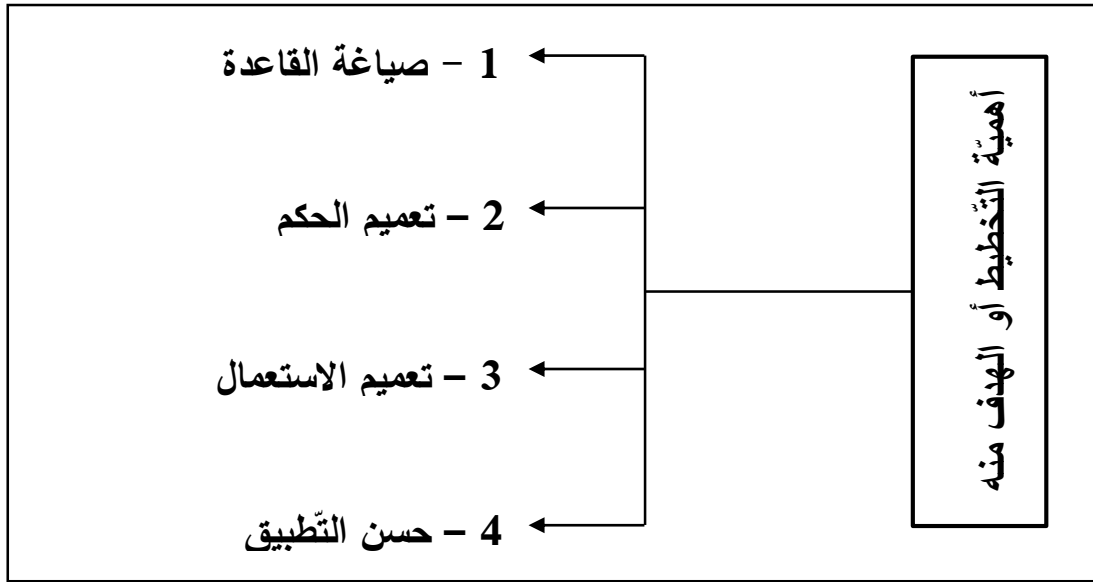 أهميّة التّخطيط أو الهدف منه
1 - صياغة القاعدة
2 – تعميم الحكم
3 – تعميم الاستعمال
4 – حسن التّطبيق